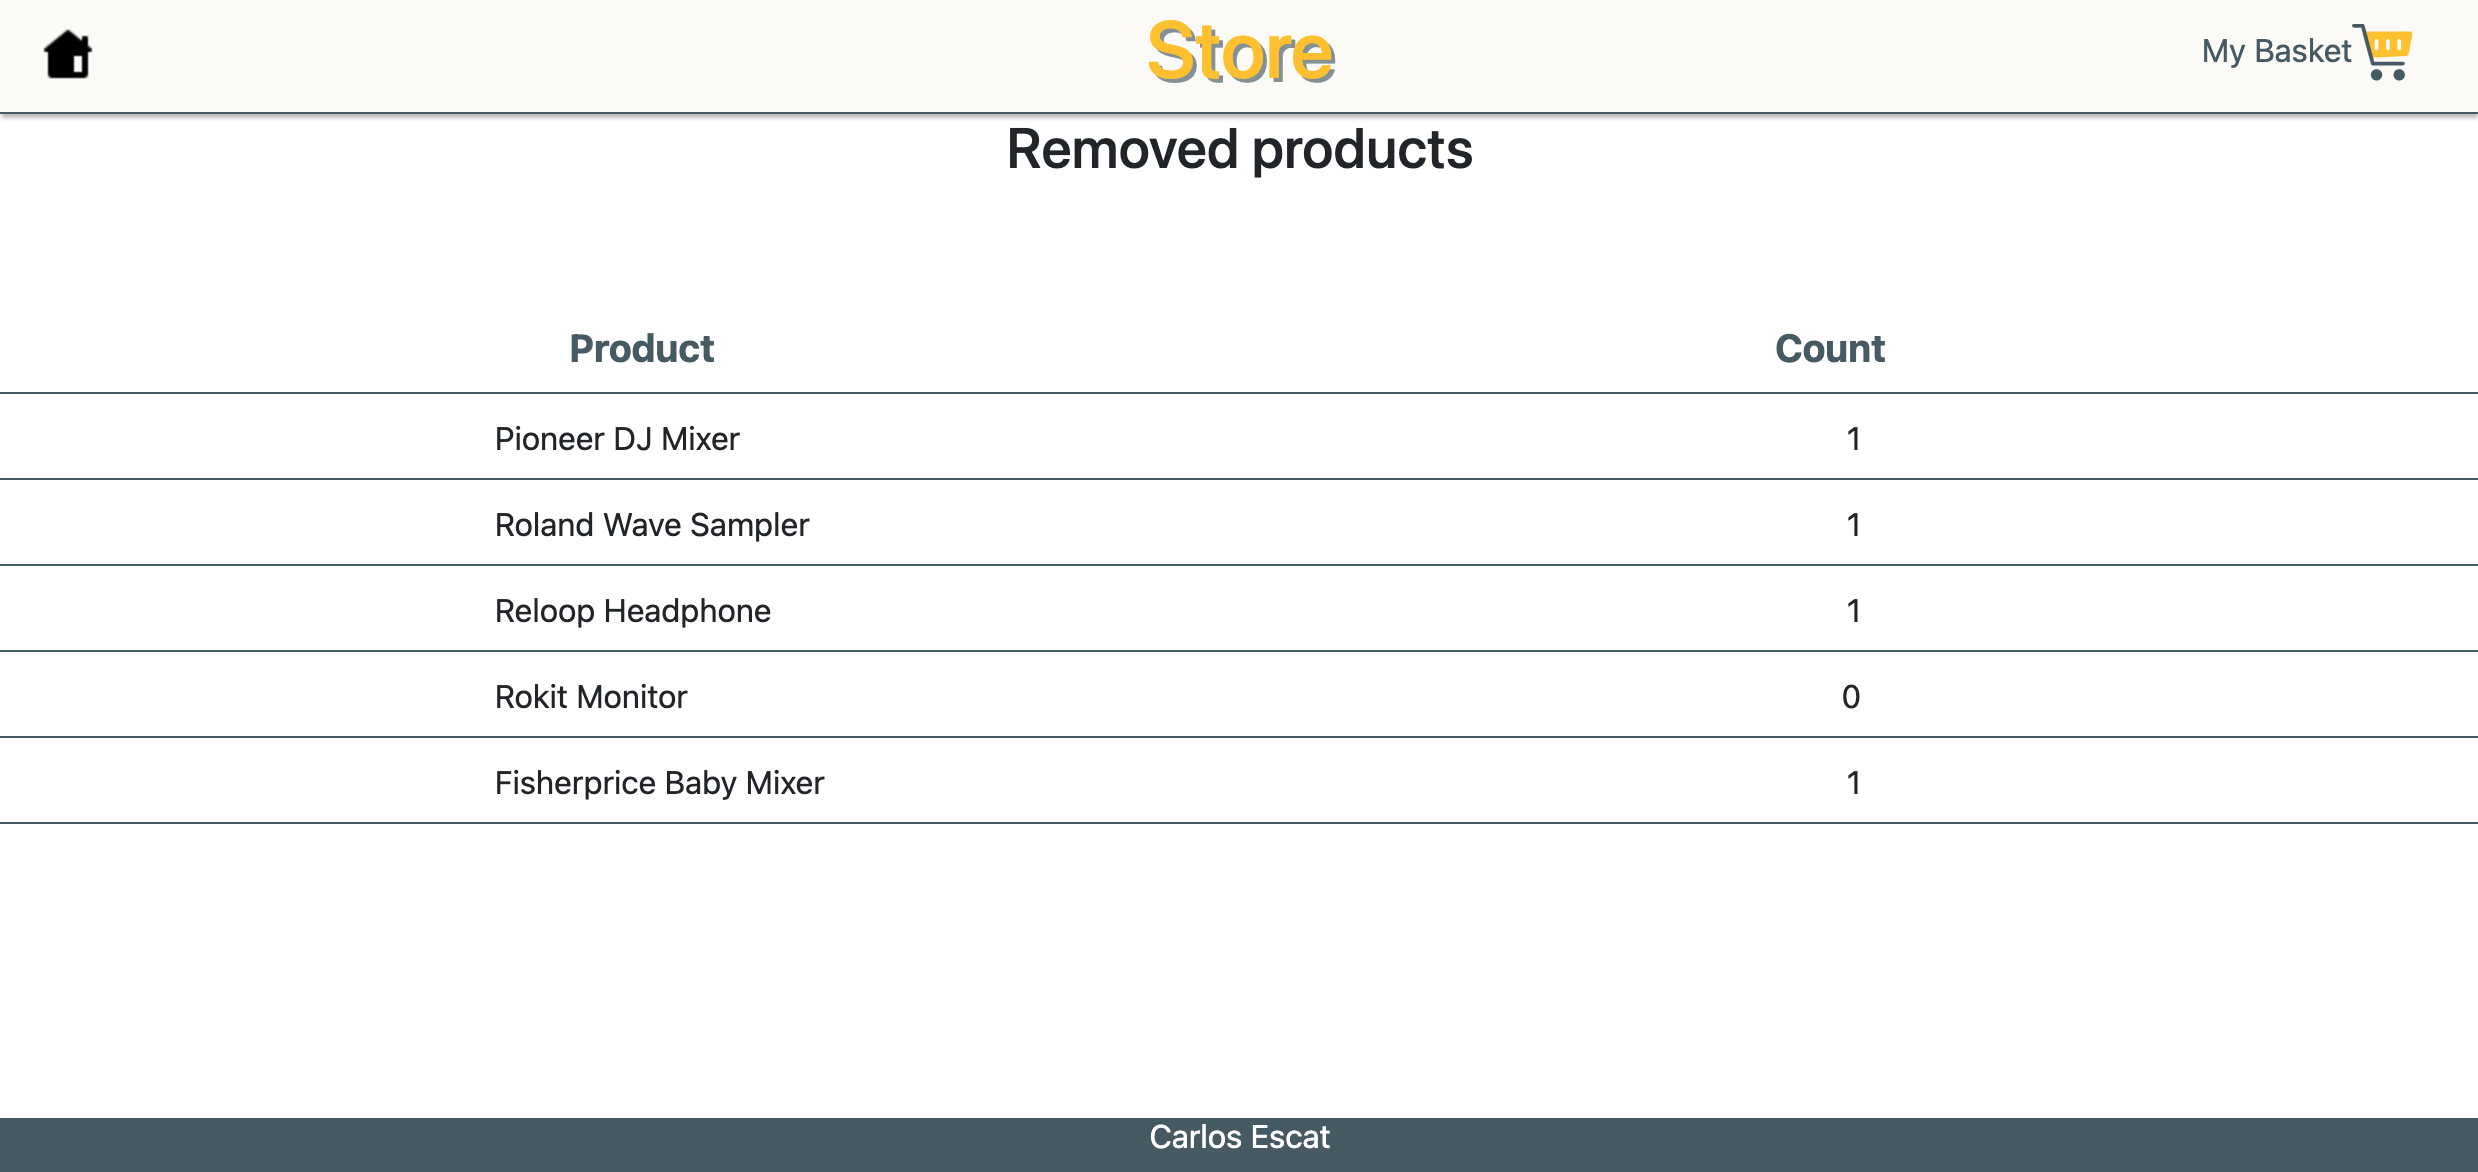 Store
My Basket
Removed products
Product Count
Pioneer DJ Mixer 1
Roland Wave Sampler 1
Reloop Headphone 1
Rokit Monitor 0
Fisherprice Baby Mixer 1
Carlos Escat